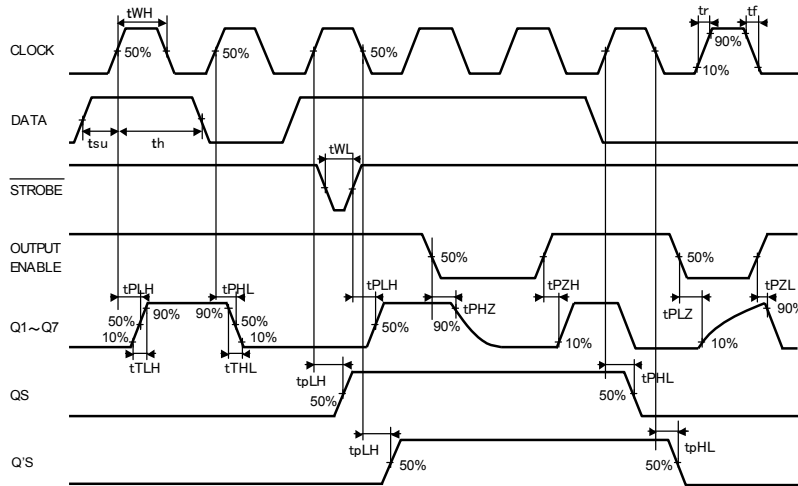 tWH
tr
tf
CLOCK
50%
50%
50%
90%
10%
DATA
tsu
th
tWL
STROBE
OUTPUT
ENABLE
50%
50%
tPLH
tPHL
tPLH
tPHZ
tPZH
tPLZ
tPZL
Q1~Q7
50%
90%
10%
90%
50%
10%
50%
90%
10%
10%
90%
tTLH
tTHL
tpLH
tPHL
QS
50%
50%
tpLH
tpHL
Q'S
50%
50%